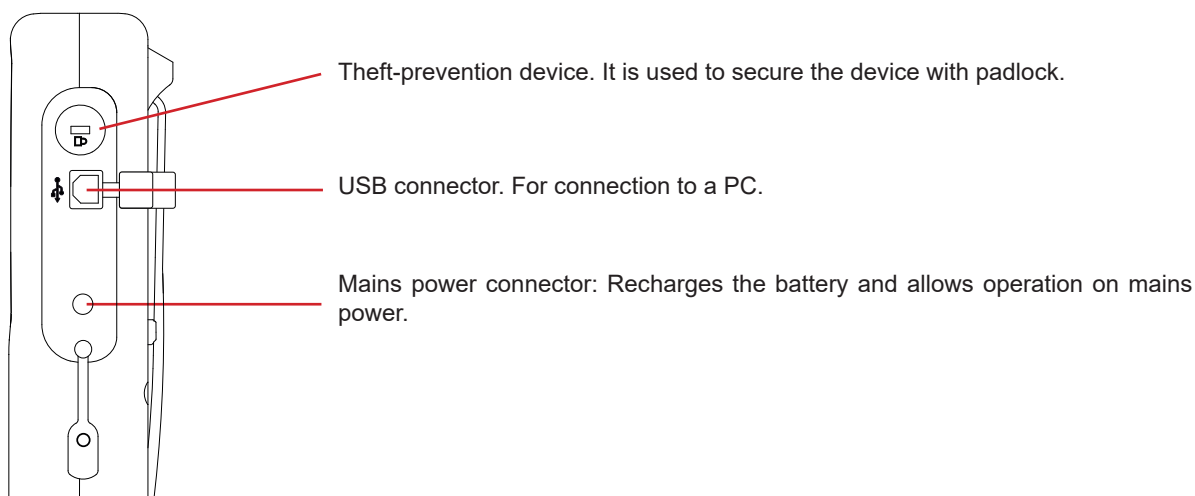 Theft-prevention device. It is used to secure the device with padlock.
USB connector. For connection to a PC.
Mains power connector: Recharges the battery and allows operation on mains
power.